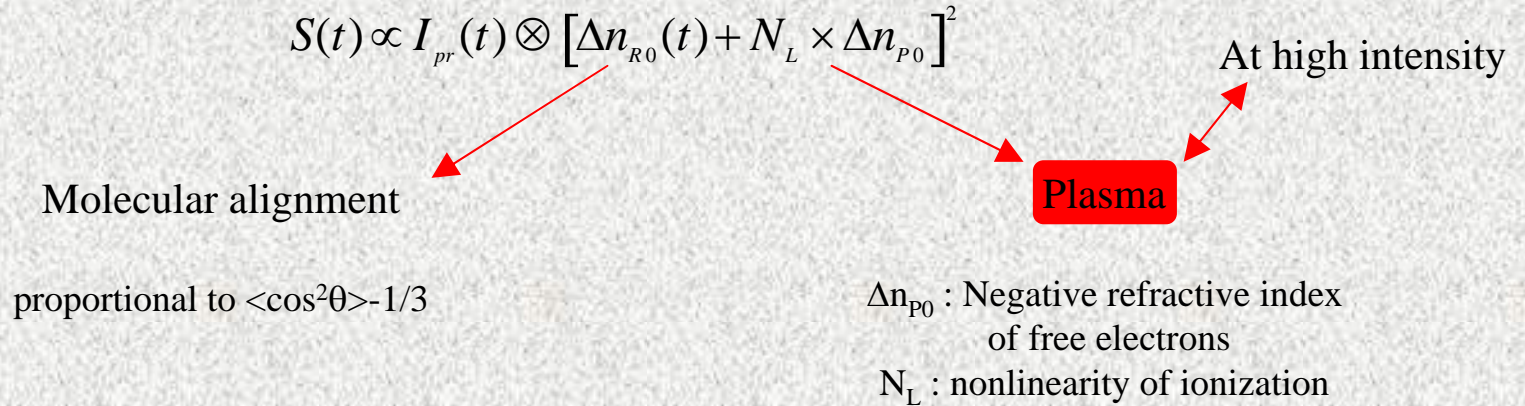 S(t) ∝ I_pr(t) ⊗ [Δn_R0(t) + N_L × Δn_P0]²
At high intensity
Molecular alignment
Plasma
proportional to <cos²θ>-1/3
Δn_P0 : Negative refractive index
of free electrons
N_L : nonlinearity of ionization